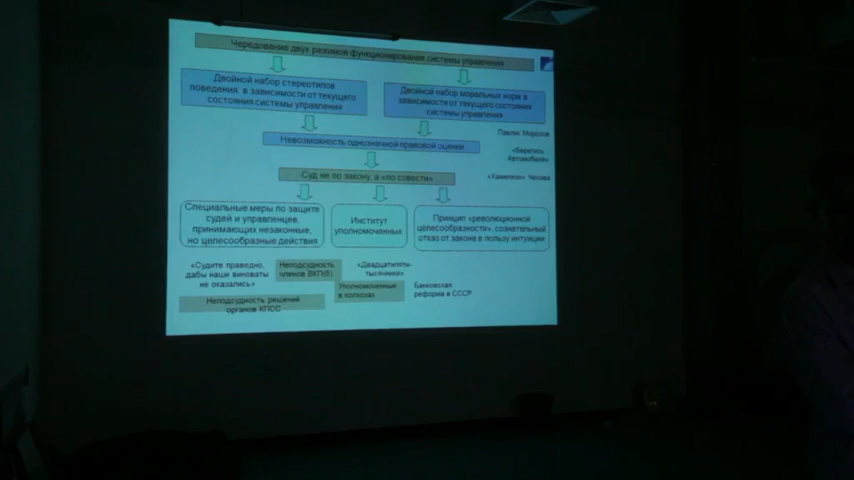 Чередование двух режимов функционирования системы управления
Двойной набор стереотипов
поведения в зависимости от текущего
состояния системы управления
Двойной набор моральных норм в
зависимости от текущего состояния
системы управления
Павлик Морозов
Невозможность однозначной правовой оценки
«Берегись
Автомобиля»
Суд не по закону, а «по совести»
«Хамелеон» Чехова
Специальные меры по защите
судей и управленцев,
принимающих незаконные,
но целесообразные действия
Институт
уполномоченных
Принцип «революционной
целесообразности», сознательный
отказ от закона в пользу интуиции
«Судите праведно,
дабы наши виноваты
не оказались»
Неподсудность
членов ВКП(б)
«Двадцатипяти-
тысячники»
Уполномоченные
в колхозах
Банковская
реформа в СССР
Неподсудность решений
органов КПСС